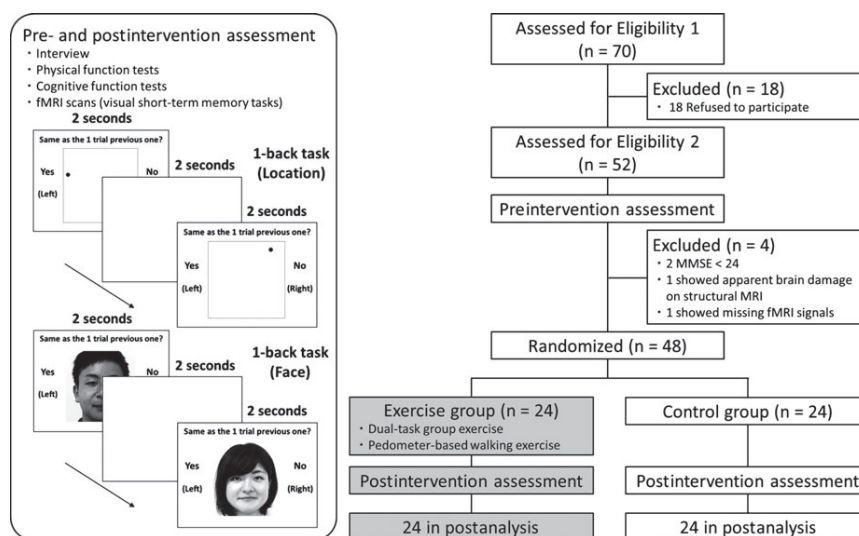 Pre- and postintervention assessment
・Interview
・Physical function tests
・Cognitive function tests
・fMRI scans (visual short-term memory tasks)
2 seconds
Same as the 1 trial previous one?
Yes
No
(Left)
2 seconds
1-back task
(Location)
2 seconds
Same as the 1 trial previous one?
Yes
No
(Left)
(Right)
2 seconds
Same as the 1 trial previous one?
Yes
No
(Left)
2 seconds
1-back task
(Face)
2 seconds
Same as the 1 trial previous one?
Yes
No
(Left)
(Right)
Assessed for Eligibility 1
(n = 70)
Excluded (n = 18)
・18 Refused to participate
Assessed for Eligibility 2
(n = 52)
Preintervention assessment
Excluded (n = 4)
・2 MMSE < 24
・1 showed apparent brain damage
on structural MRI
・1 showed missing fMRI signals
Randomized (n = 48)
Exercise group (n = 24)
・Dual-task group exercise
・Pedometer-based walking exercise
Control group (n = 24)
Postintervention assessment
Postintervention assessment
24 in postanalysis
24 in postanalysis